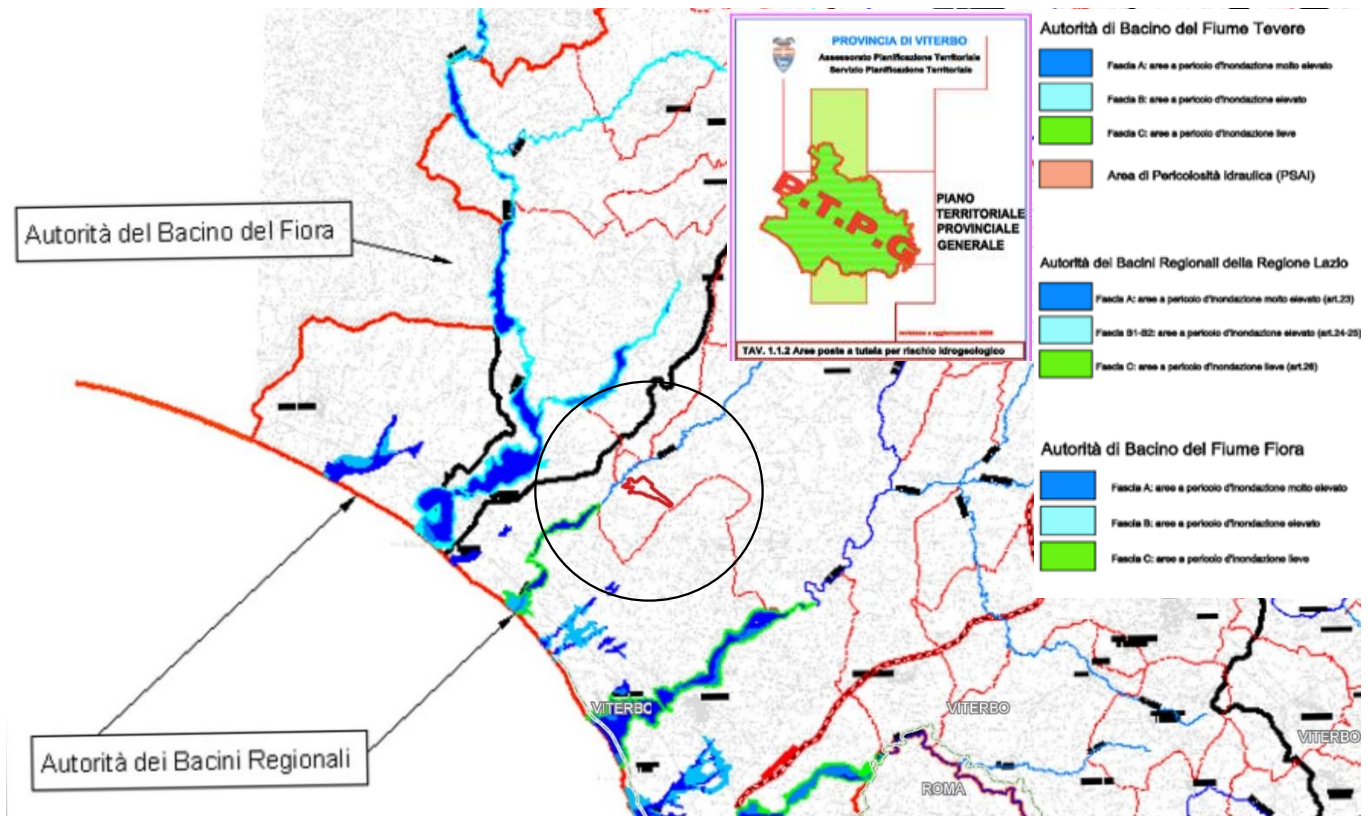 Autorità del Bacino del Fiora
Autorità dei Bacini Regionali
VITERBO
VITERBO
VITERBO
ROMA
PROVINCIA DI VITERBO
Assessorato Pianificazione Territoriale
Servizio Pianificazione Territoriale
P.T.P.G.
PIANO
TERRITORIALE
PROVINCIALE
GENERALE
TAV. 1.1.2 Aree poste a tutela per rischio idrogeologico
Autorità di Bacino del Fiume Tevere
Fascia A: aree a pericolo d'inondazione molto elevato
Fascia B: aree a pericolo d'inondazione elevato
Fascia C: aree a pericolo d'inondazione lieve
Area di Pericolosità Idraulica (PSAI)
Autorità dei Bacini Regionali della Regione Lazio
Fascia A: aree a pericolo d'inondazione molto elevato (art.23)
Fascia B1-B2: aree a pericolo d'inondazione elevato (art.24-25)
Fascia C: aree a pericolo d'inondazione lieve (art.26)
Autorità di Bacino del Fiume Fiora
Fascia A: aree a pericolo d'inondazione molto elevato
Fascia B: aree a pericolo d'inondazione elevato
Fascia C: aree a pericolo d'inondazione lieve